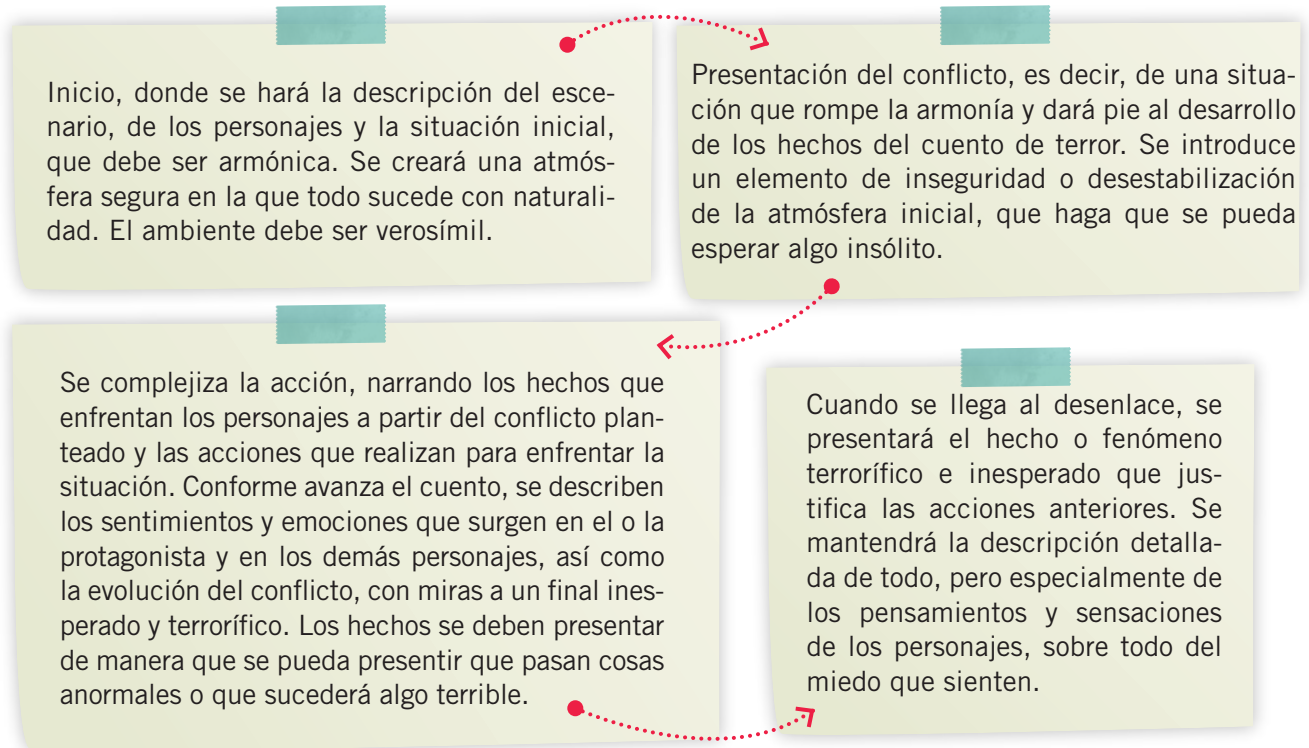 Inicio, donde se hará la descripción del esce-
nario, de los personajes y la situación inicial,
que debe ser armónica. Se creará una atmós-
fera segura en la que todo sucede con naturali-
dad. El ambiente debe ser verosímil.
Presentación del conflicto, es decir, de una situa-
ción que rompe la armonía y dará pie al desarrollo
de los hechos del cuento de terror. Se introduce
un elemento de inseguridad o desestabilización
de la atmósfera inicial, que haga que se pueda
esperar algo insólito.
Se complejiza la acción, narrando los hechos que
enfrentan los personajes a partir del conflicto plan-
teado y las acciones que realizan para enfrentar la
situación. Conforme avanza el cuento, se describen
los sentimientos y emociones que surgen en el o la
protagonista y en los demás personajes, así como
la evolución del conflicto, con miras a un final ines-
perado y terrorífico. Los hechos se deben presentar
de manera que se pueda presentir que pasan cosas
anormales o que sucederá algo terrible.
Cuando se llega al desenlace, se
presentará el hecho o fenómeno
terrorífico e inesperado que jus-
tifica las acciones anteriores. Se
mantendrá la descripción detalla-
da de todo, pero especialmente de
los pensamientos y sensaciones
de los personajes, sobre todo del
miedo que sienten.